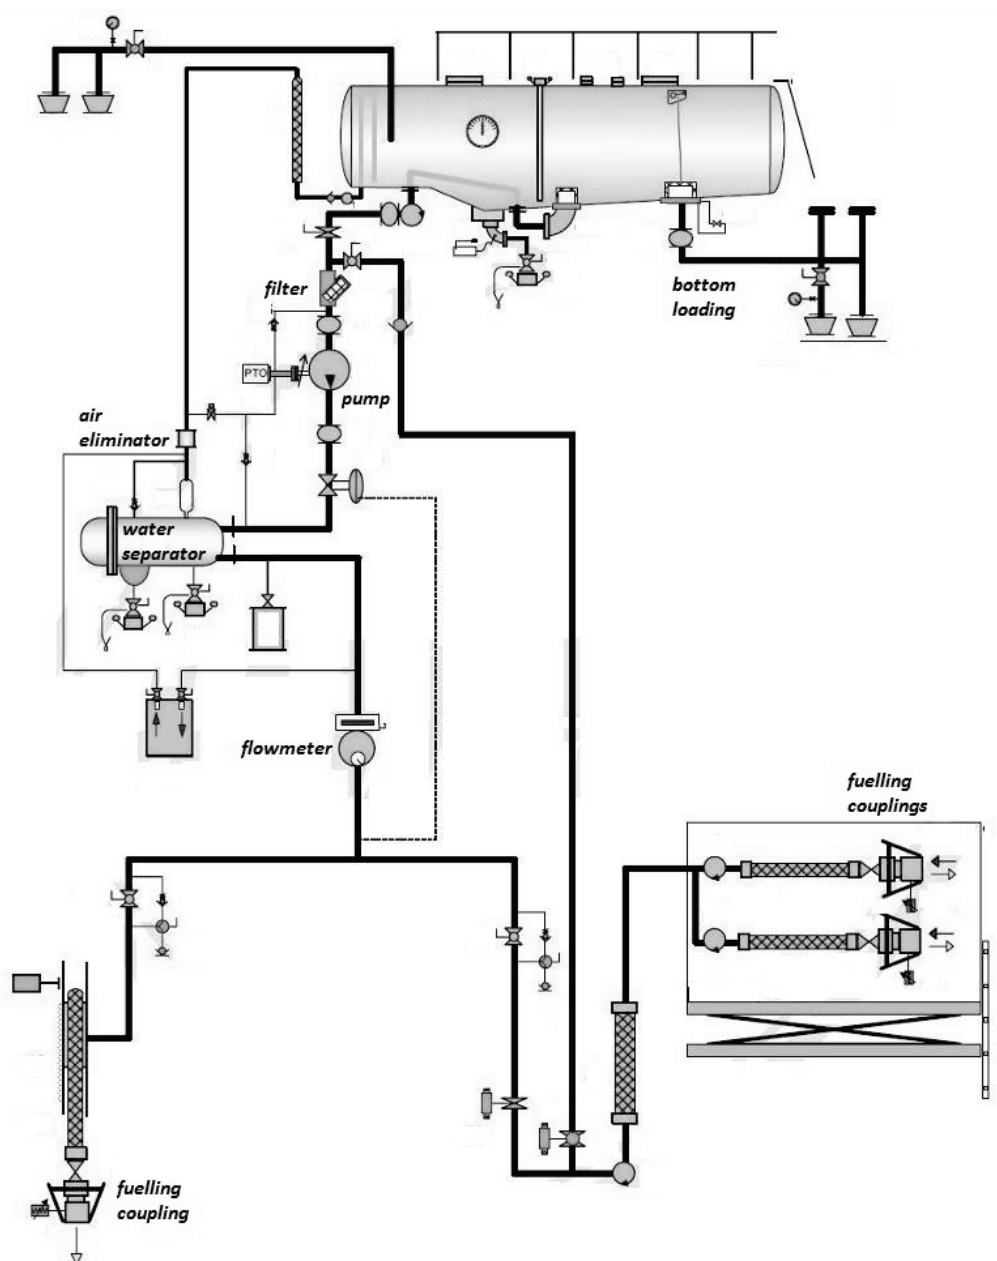 filter
bottom
loading
PTO
pump
air
eliminator
water
separator
flowmeter
fuelling
couplings
fuelling
coupling